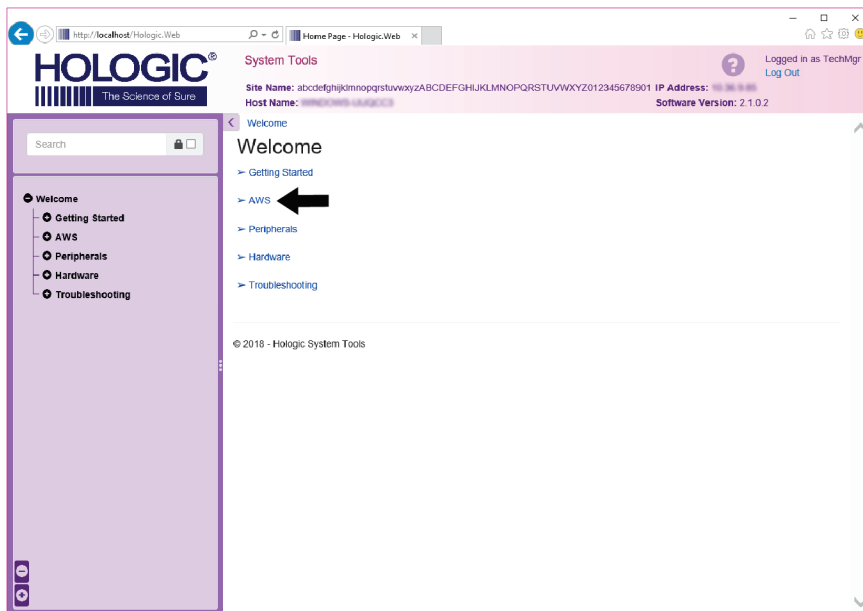 http://localhost/Hologic.Web
Home Page - Hologic.Web
HOLOGIC®
The Science of Sure
System Tools
Logged in as TechMgr
Log Out
Site Name: abcdefghijklmnopqrstuvwxyzABCDEFGHIJKLMNOPQRSTUVWXYZ012345678901 IP Address:
Host Name: Software Version: 2.1.0.2
Search
Welcome
Getting Started
AWS
Peripherals
Hardware
Troubleshooting
Welcome
Welcome
➢ Getting Started
➢ AWS
➢ Peripherals
➢ Hardware
➢ Troubleshooting
© 2018 - Hologic System Tools